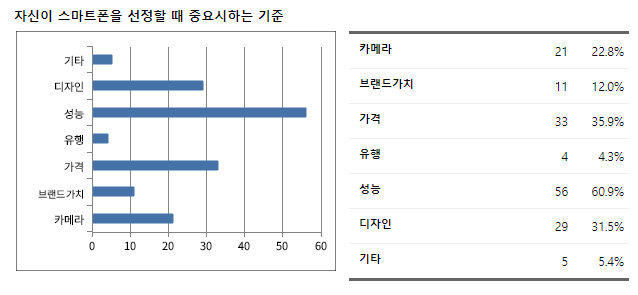 자신이 스마트폰을 선정할 때 중요시하는 기준
기타
디자인
성능
유행
가격
브랜드가치
카메라
0 10 20 30 40 50 60
카메라 21 22.8%
브랜드가치 11 12.0%
가격 33 35.9%
유행 4 4.3%
성능 56 60.9%
디자인 29 31.5%
기타 5 5.4%